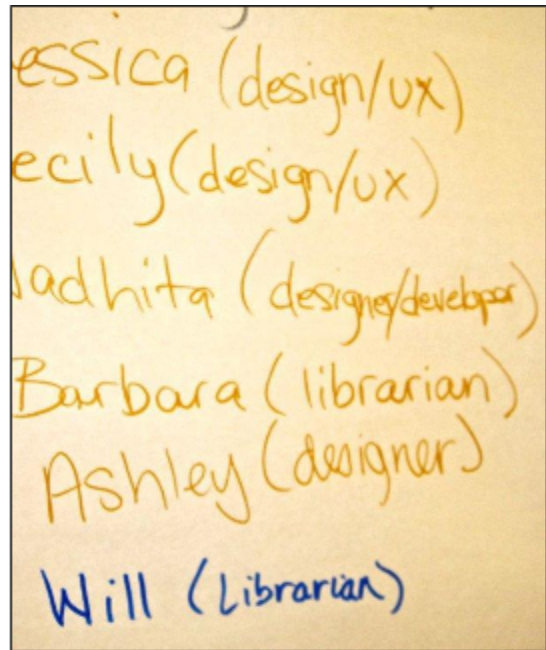 essica (design/ux)
ecily (design/ux)
adhita (designer/developer)
Barbara (librarian)
Ashley (designer)
Will (Librarian)